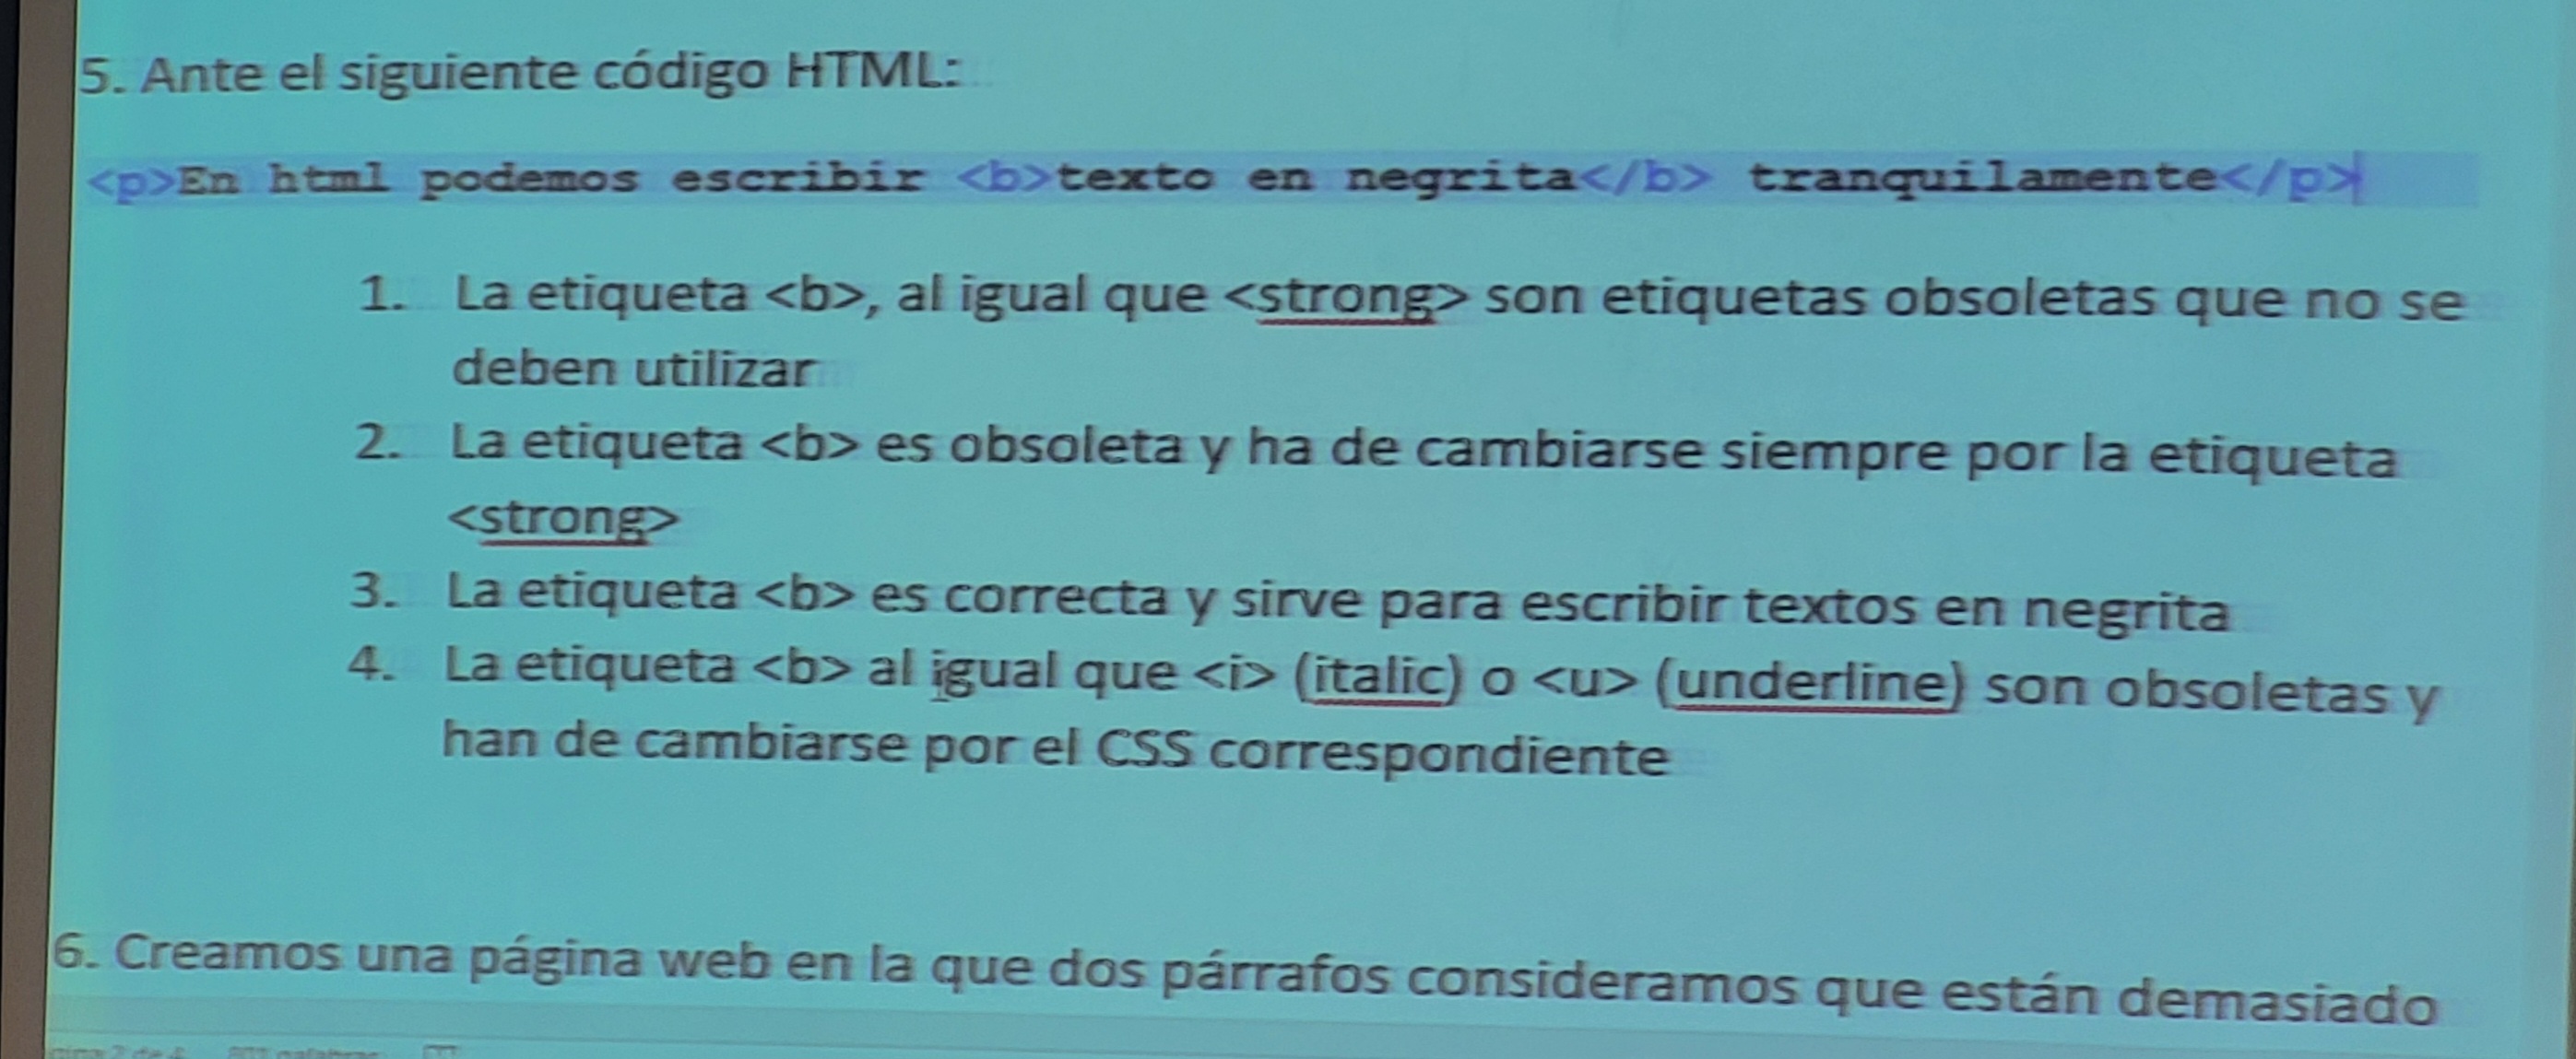 5. Ante el siguiente código HTML:
<p>En html podemos escribir <b>texto en negrita</b> tranquilamente</p>
1. La etiqueta <b>, al igual que <strong> son etiquetas obsoletas que no se
deben utilizar
2. La etiqueta <b> es obsoleta y ha de cambiarse siempre por la etiqueta
<strong>
3. La etiqueta <b> es correcta y sirve para escribir textos en negrita
4. La etiqueta <b> al igual que <i> (italic) o <u> (underline) son obsoletas y
han de cambiarse por el CSS correspondiente
6. Creamos una página web en la que dos párrafos consideramos que están demasiado